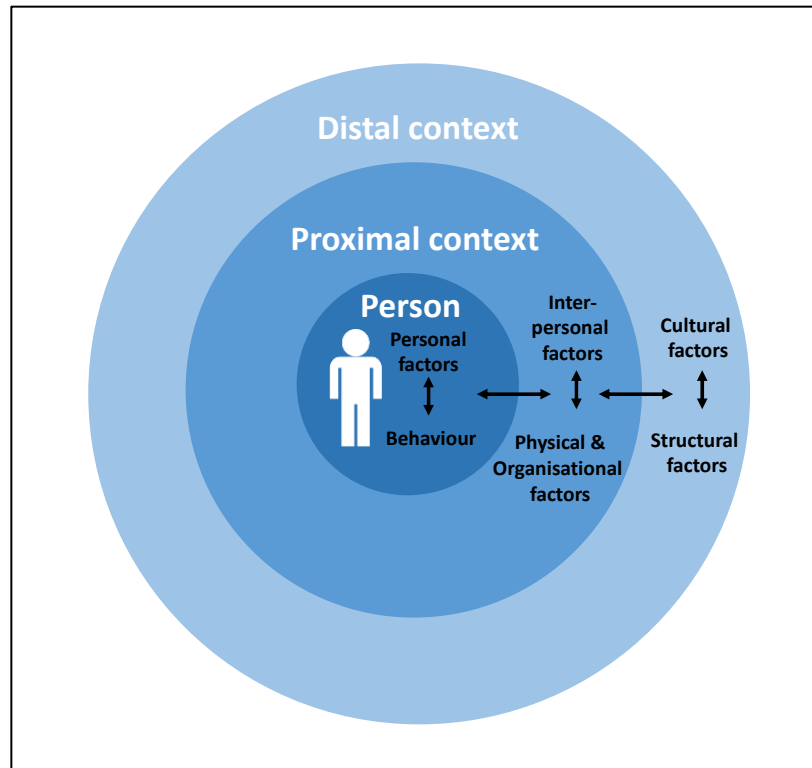 Distal context
Proximal context
Person
Personal
factors
Behaviour
Inter-
personal
factors
Physical &
Organisational
factors
Cultural
factors
Structural
factors